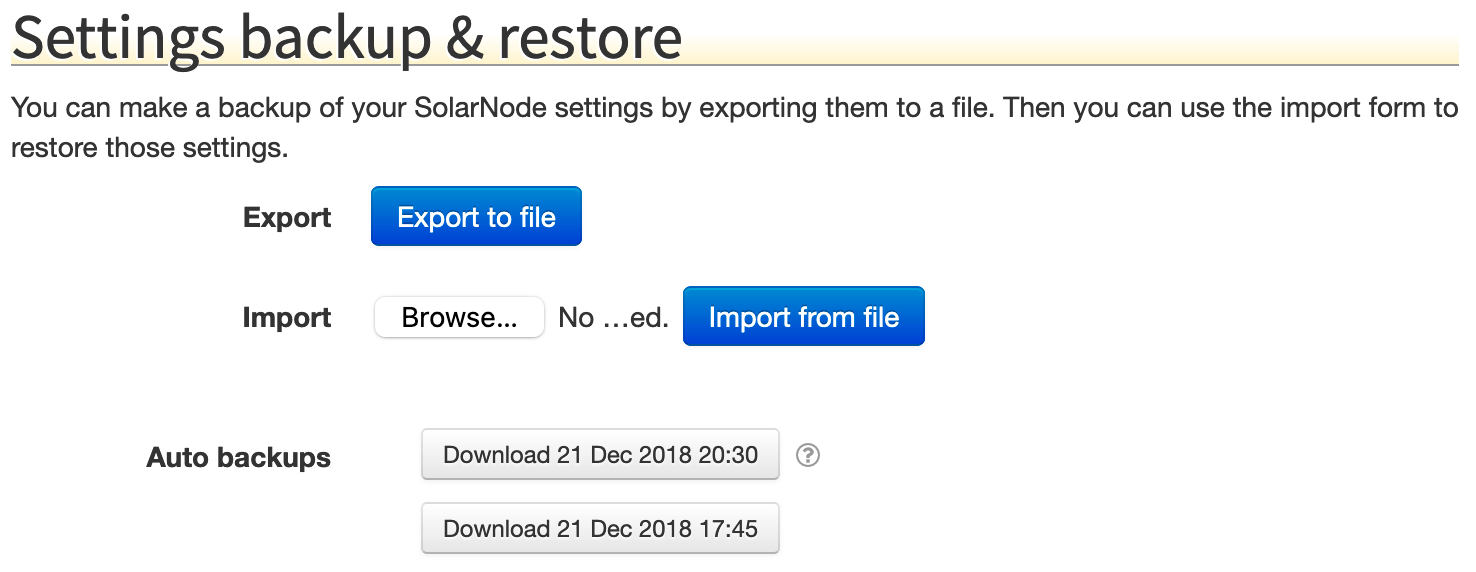 Settings backup & restore
You can make a backup of your SolarNode settings by exporting them to a file. Then you can use the import form to
restore those settings.
Export Export to file
Import Browse... No ...ed. Import from file
Auto backups Download 21 Dec 2018 20:30 ?
Download 21 Dec 2018 17:45